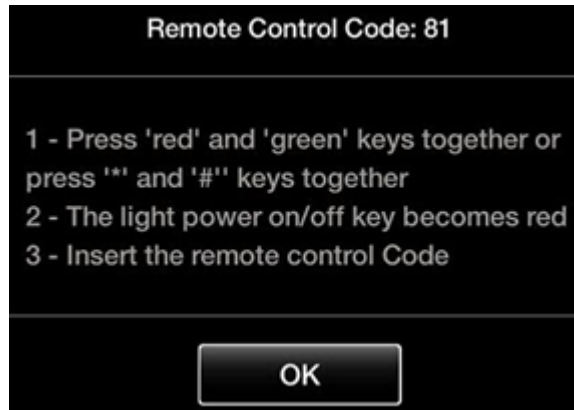 Remote Control Code: 81
1 - Press 'red' and 'green' keys together or
press '*' and '#'' keys together
2 - The light power on/off key becomes red
3 - Insert the remote control Code
OK